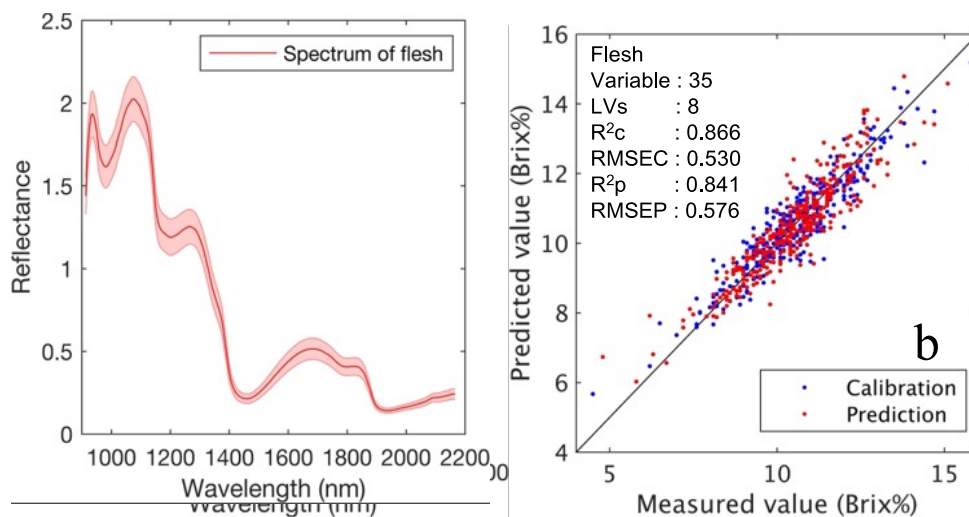 2.5
Spectrum of flesh
2
1.5
1
0.5
0
Reflectance
1000 1200 1400 1600 1800 2000 2200
00
Wavelength (nm)
Wavelength (nm)
16
14
12
10
8
6
4
Predicted value (Brix%)
Flesh
Variable : 35
LVs : 8
R²c : 0.866
RMSEC : 0.530
R²p : 0.841
RMSEP : 0.576
b
Calibration
Prediction
5 10 15
Measured value (Brix%)